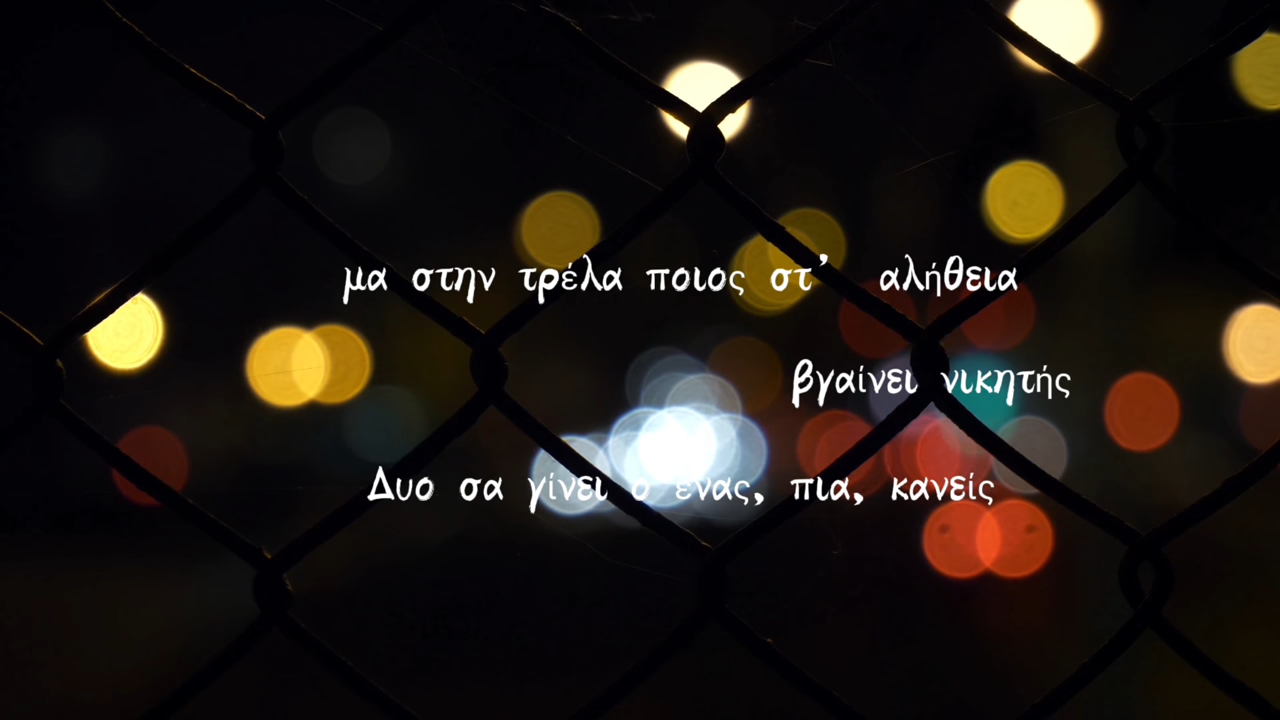 μα στην τρέλα ποιος στ' αλήθεια
βγαίνει νικητής
Δυο σα γίνει ο ένας, πια, κανείς